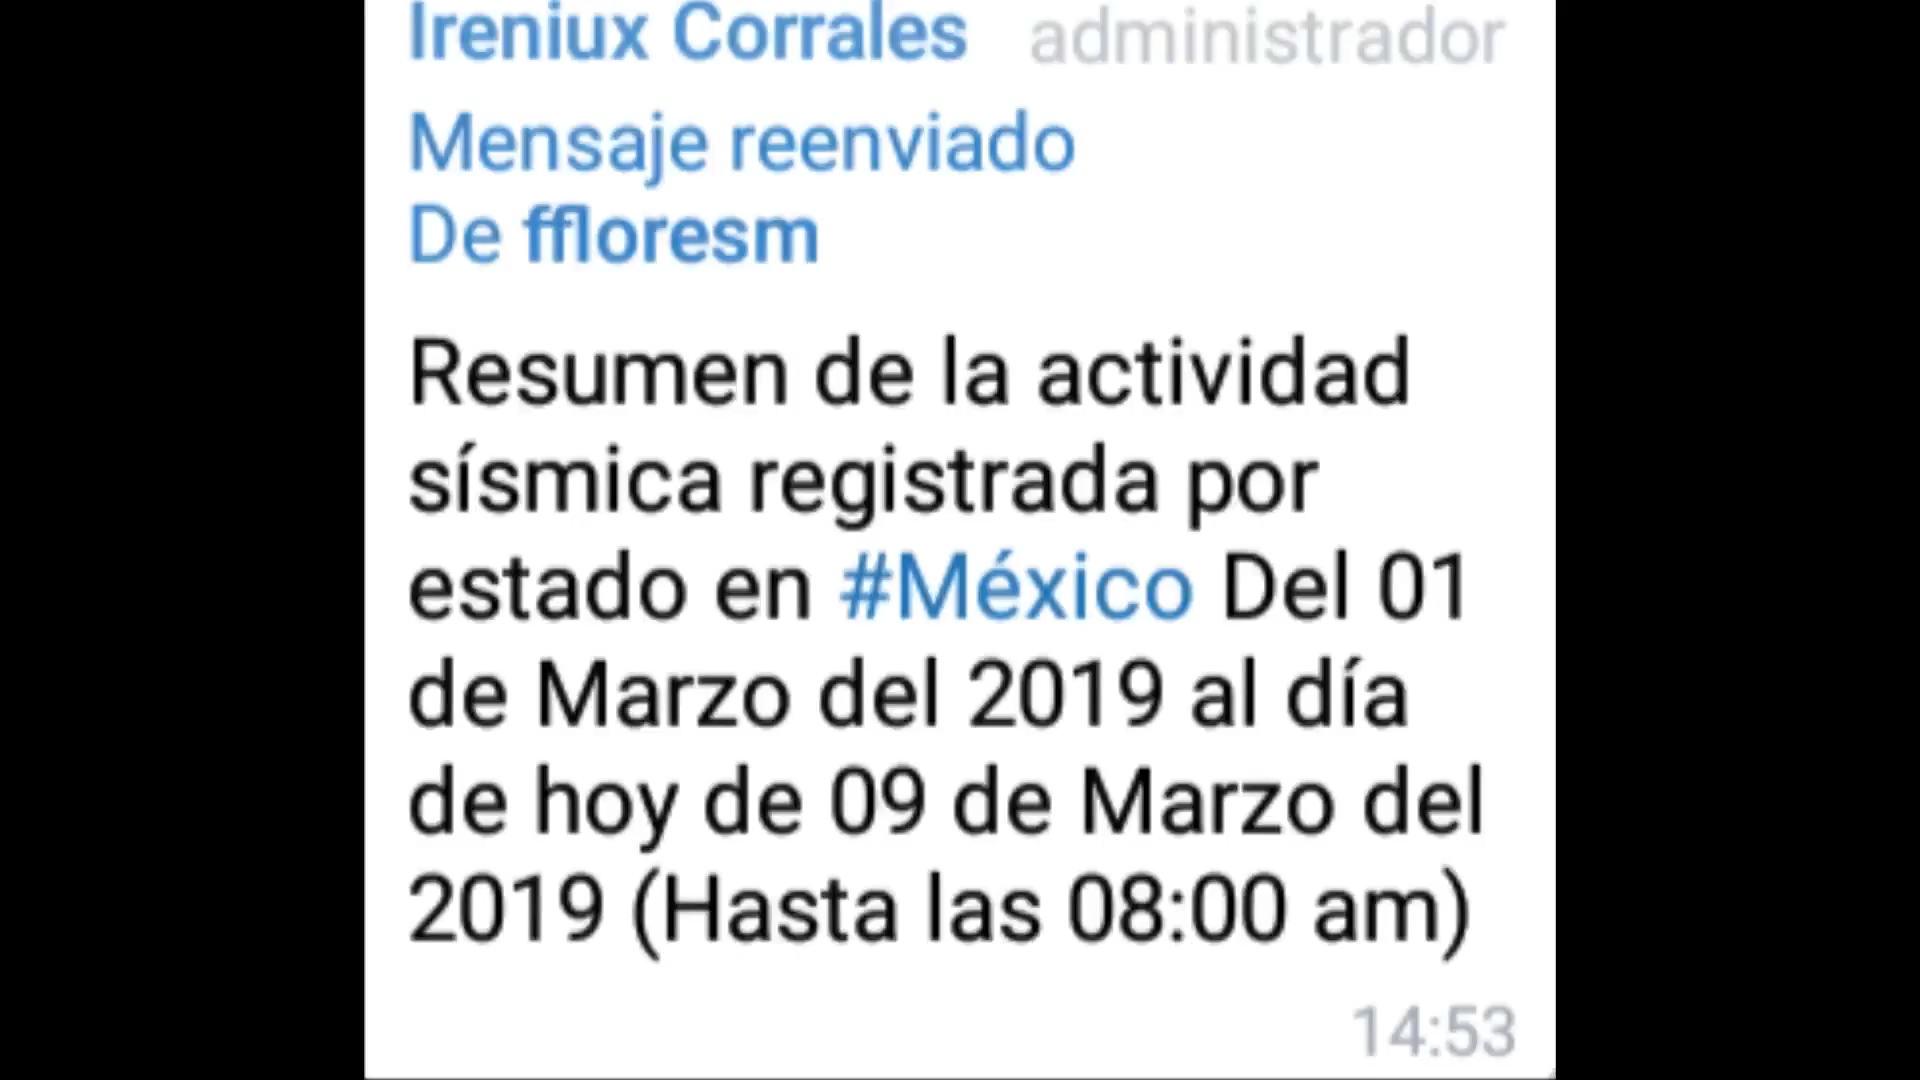 Ireniux Corrales administrador
Mensaje reenviado
De ffloresm
Resumen de la actividad
sísmica registrada por
estado en #México Del 01
de Marzo del 2019 al día
de hoy de 09 de Marzo del
2019 (Hasta las 08:00 am)
14:53